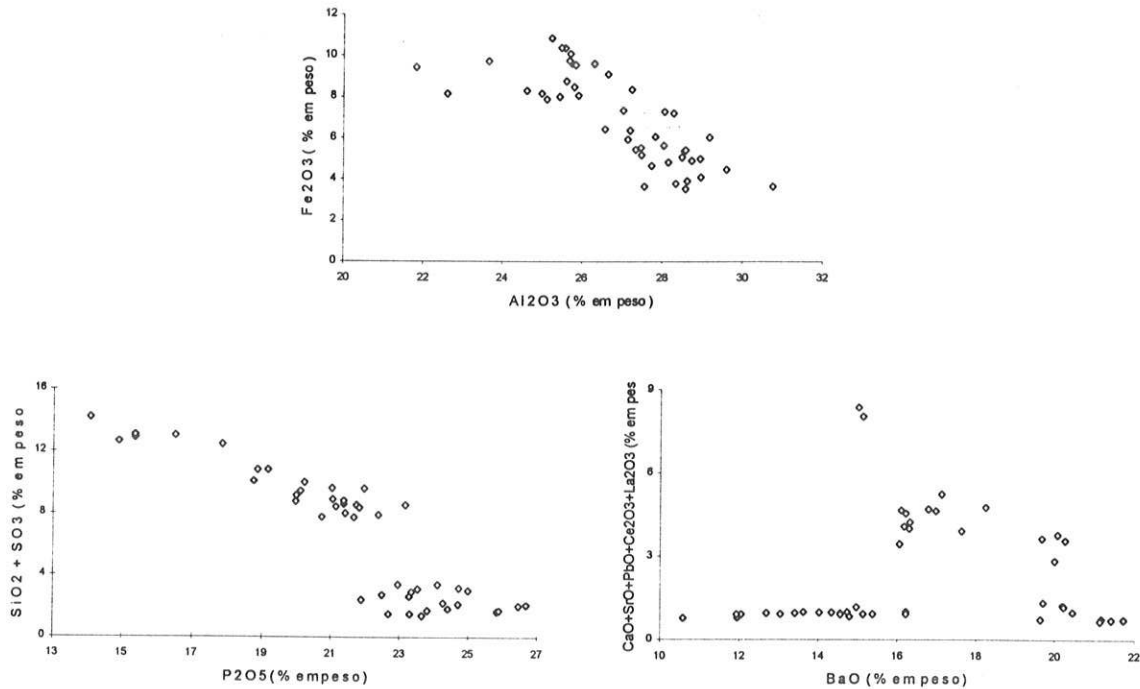 12
10
8
6
4
2
0
Fe2O3 (% em peso)
20 22 24 26 28 30 32
Al2O3 (% em peso)
16
12
8
4
0
SiO2 + SO3 (% em peso)
13 15 17 19 21 23 25 27
P2O5 (% em peso)
9
6
3
0
CaO+SrO+PbO+Ce2O3+La2O3 (% em pes
10 12 14 16 18 20 22
BaO (% em peso)